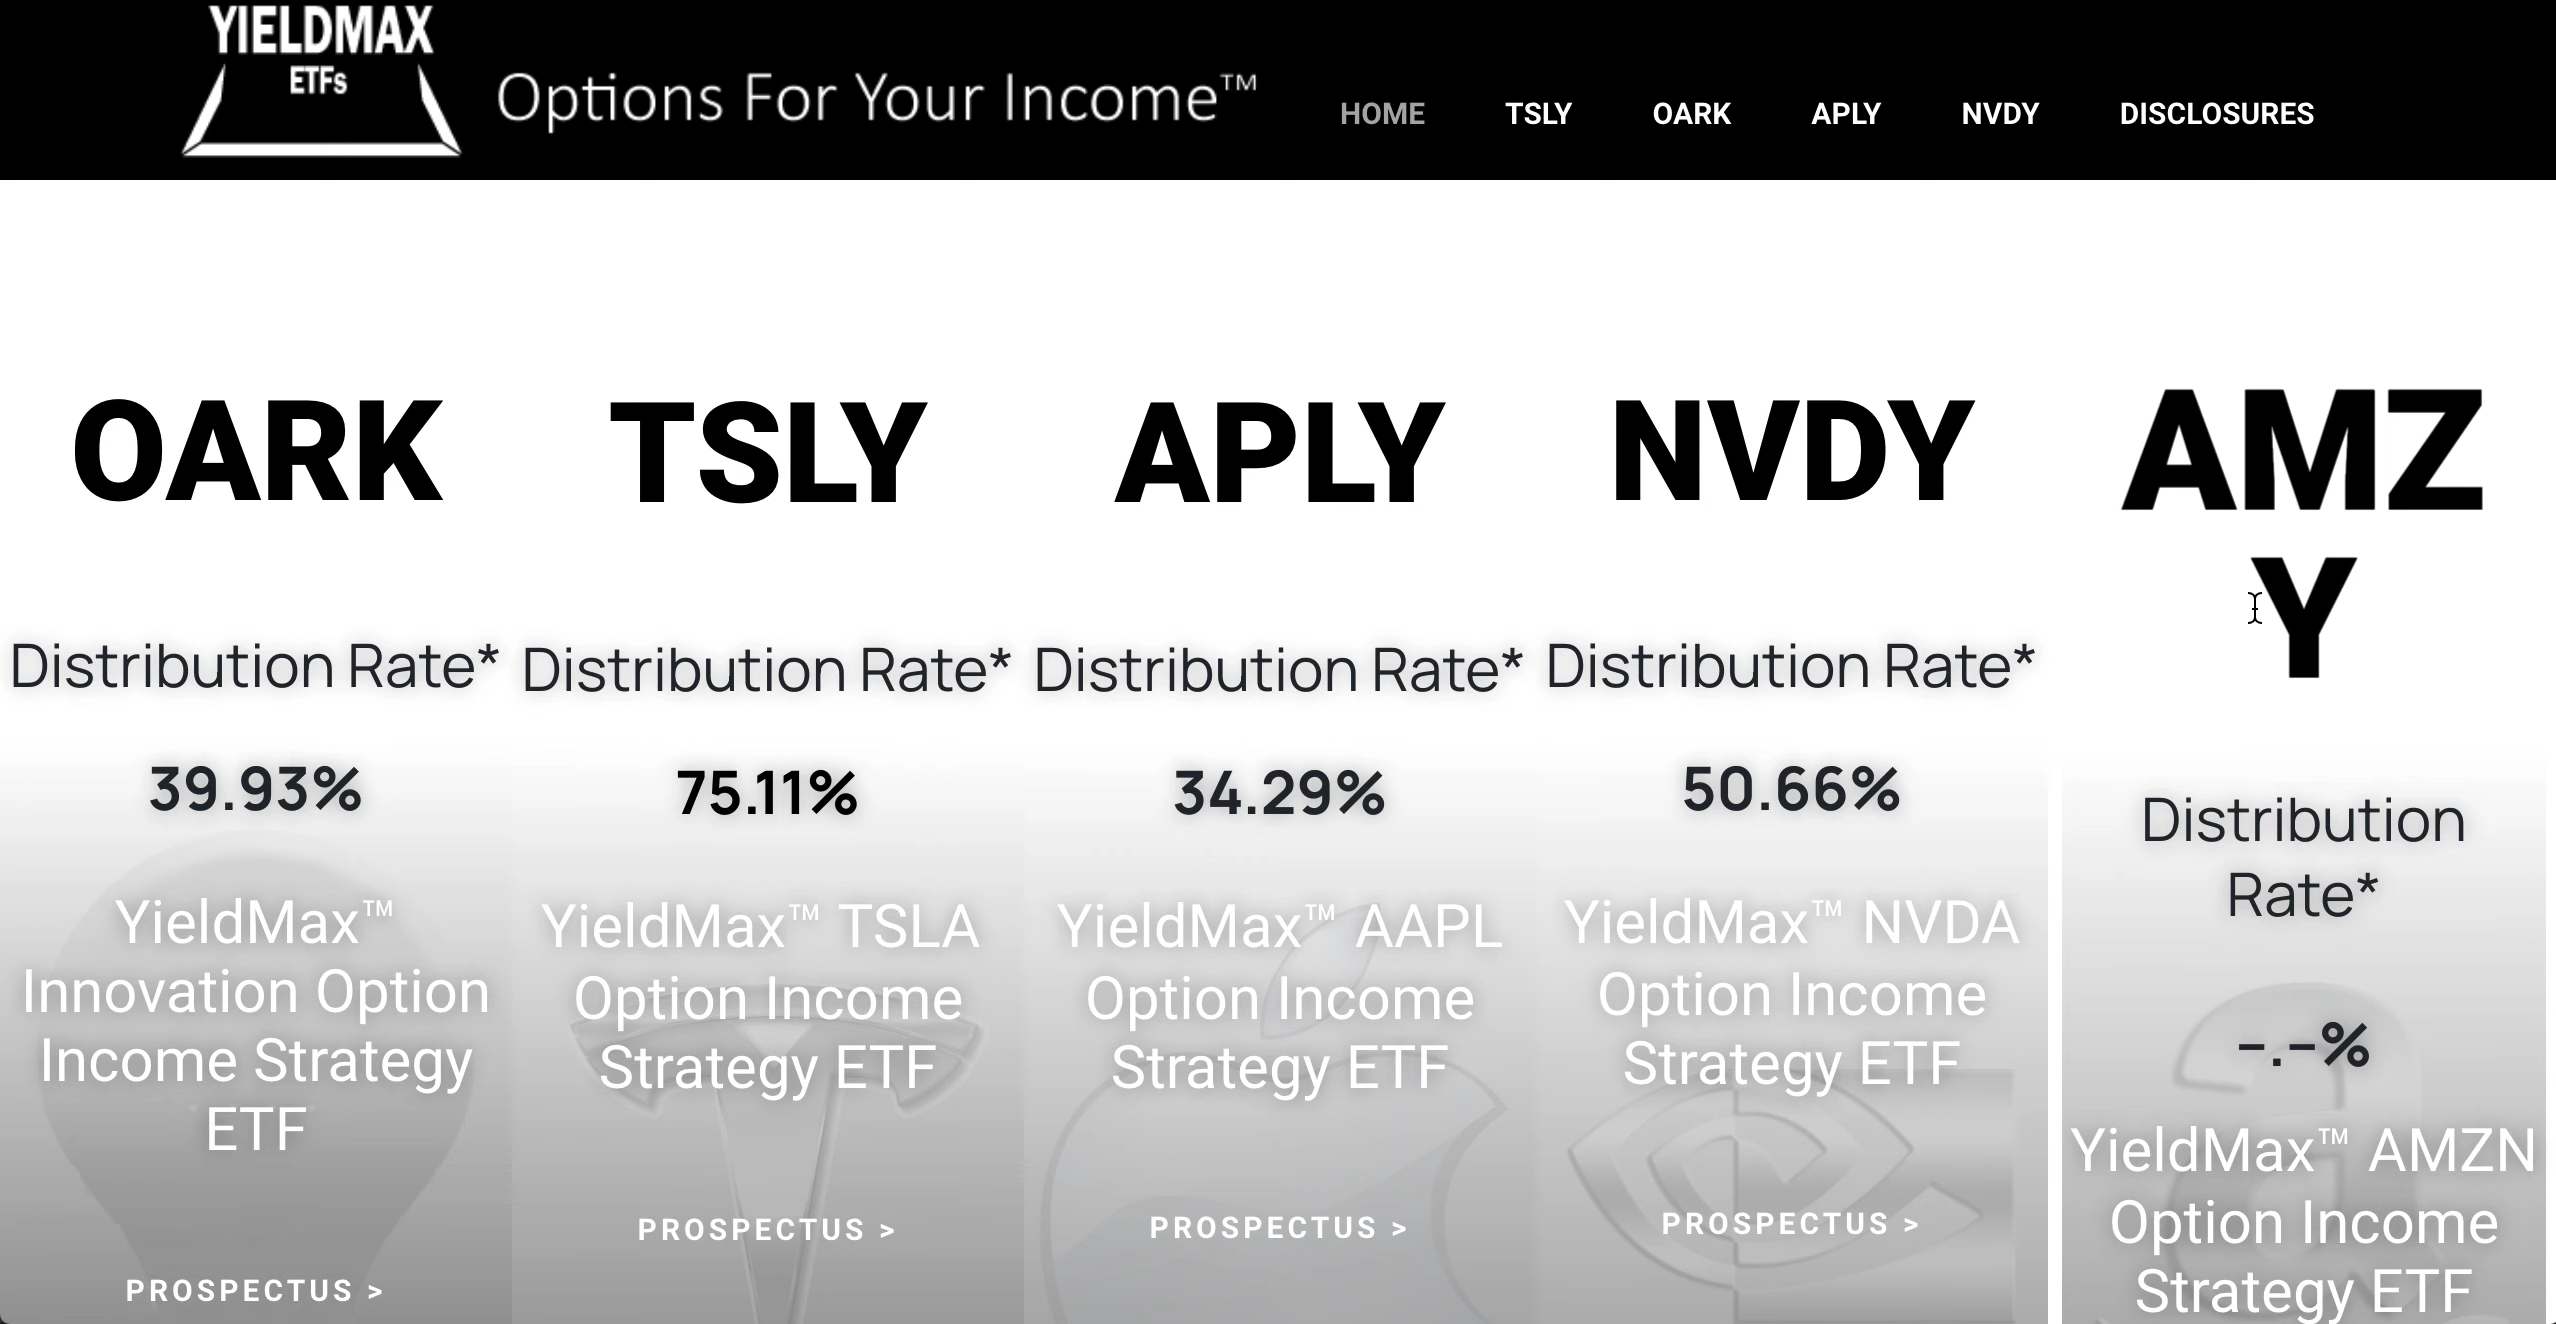 YIELDMAX
ETFs
Options For Your Income™
HOME TSLY OARK APLY NVDY DISCLOSURES
OARK
Distribution Rate*
39.93%
YieldMax™
Innovation Option
Income Strategy
ETF
PROSPECTUS >
TSLY
Distribution Rate*
75.11%
YieldMax™ TSLA
Option Income
Strategy ETF
PROSPECTUS >
APLY
Distribution Rate*
34.29%
YieldMax™ AAPL
Option Income
Strategy ETF
PROSPECTUS >
NVDY
Distribution Rate*
50.66%
YieldMax™ NVDA
Option Income
Strategy ETF
PROSPECTUS >
AMZ
Y
Distribution
Rate*
-.-%
YieldMax™ AMZN
Option Income
Strategy ETF